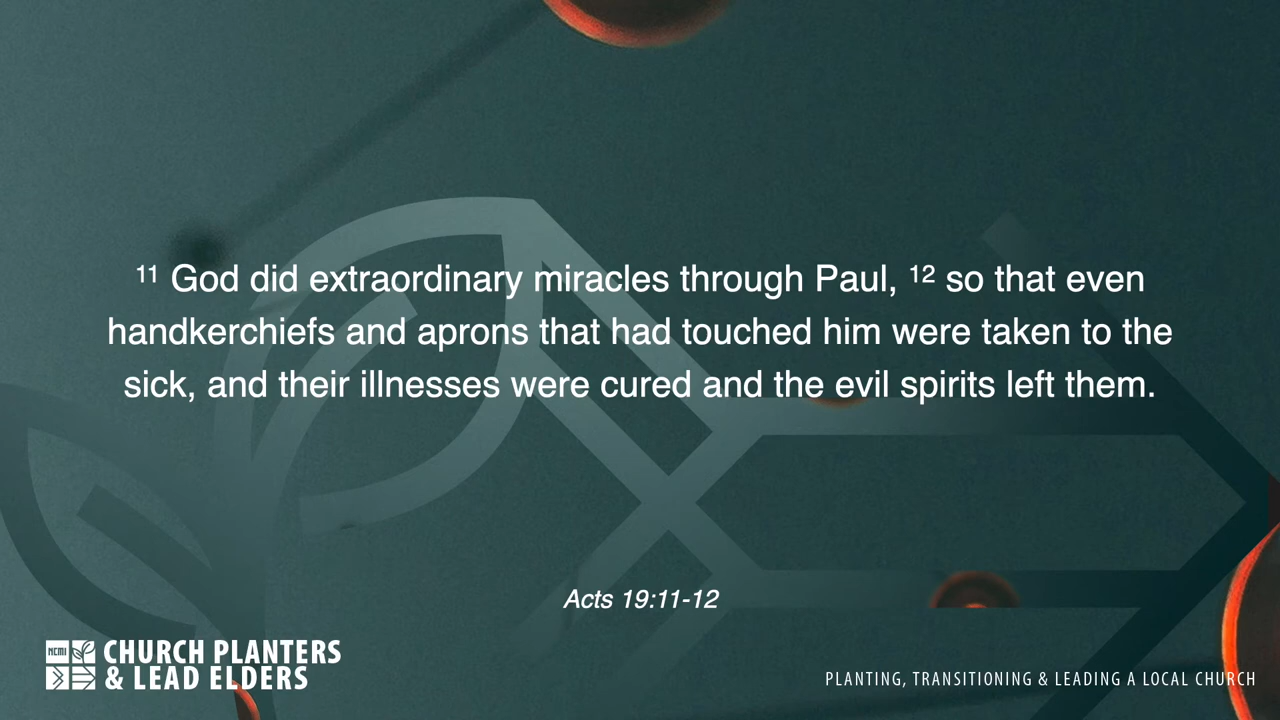 ¹¹ God did extraordinary miracles through Paul, ¹² so that even
handkerchiefs and aprons that had touched him were taken to the
sick, and their illnesses were cured and the evil spirits left them.
Acts 19:11-12
NCMI
CHURCH PLANTERS
& LEAD ELDERS
PLANTING, TRANSITIONING & LEADING A LOCAL CHURCH